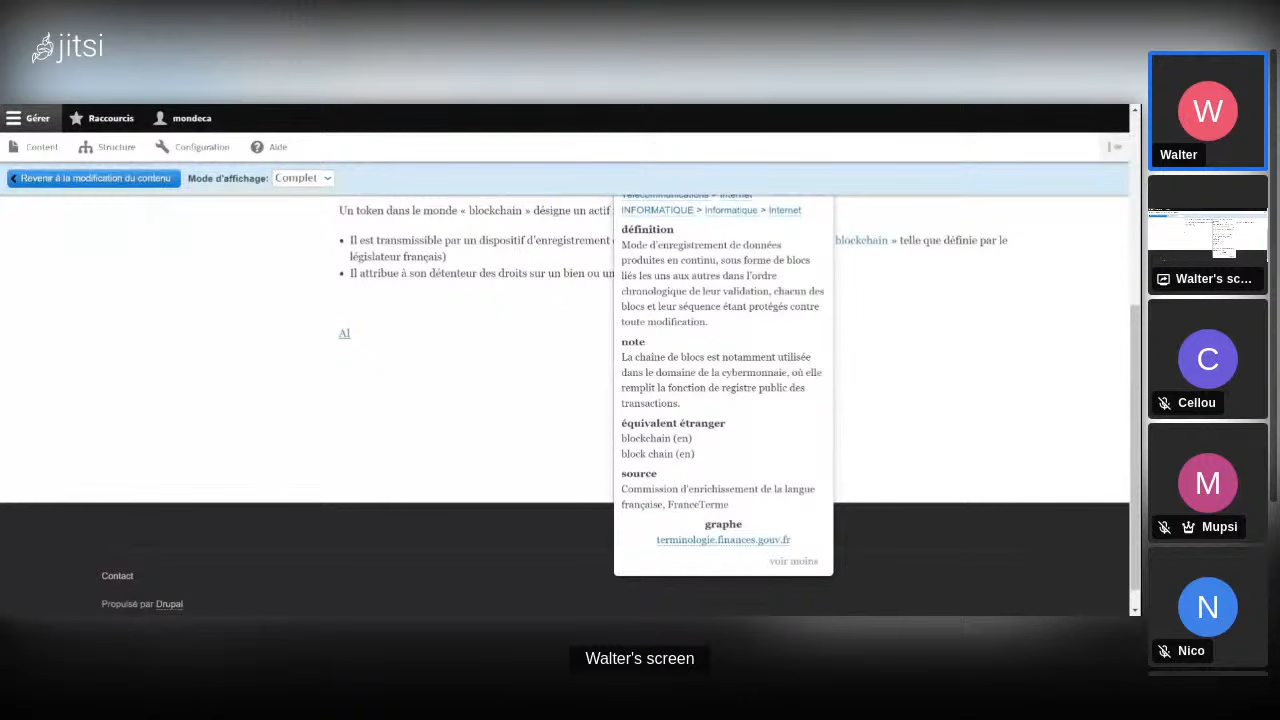 jitsi
Gérer
Raccourcis
mondeca
Content
Structure
Configuration
Aide
Revenir à la modification du contenu
Mode d'affichage:
Complet
Un token dans le monde « blockchain » désigne un actif
• Il est transmissible par un dispositif d'enregistrement
blockchain » telle que définie par le
législateur français)
• Il attribue à son détenteur des droits sur un bien ou un
AI
Télécommunications > Internet
INFORMATIQUE > Informatique > Internet
définition
Mode d'enregistrement de données
produites en continu, sous forme de blocs
liés les uns aux autres dans l'ordre
chronologique de leur validation, chacun des
blocs et leur séquence étant protégés contre
toute modification.
note
La chaîne de blocs est notamment utilisée
dans le domaine de la cybermonnaie, où elle
remplit la fonction de registre public des
transactions.
équivalent étranger
blockchain (en)
block chain (en)
source
Commission d'enrichissement de la langue
française, FranceTerme
graphe
terminologie.finances.gouv.fr
voir moins
Contact
Propulsé par Drupal
Walter's screen
W
Walter
Walter's sc...
C
Cellou
M
Mupsi
N
Nico